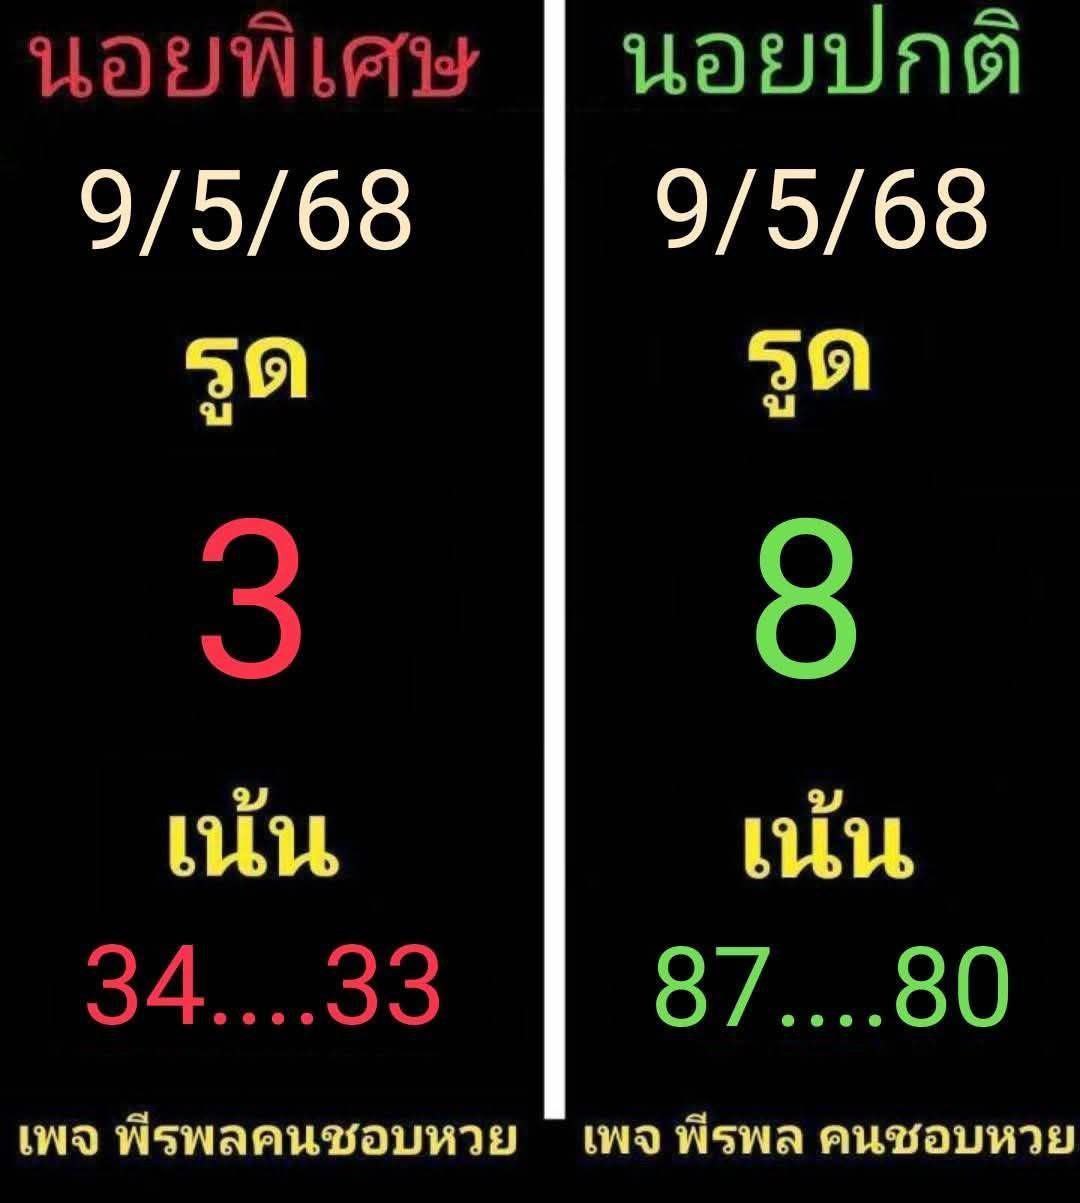 นอยพิเศษ
9/5/68
รูด
3
เน้น
34....33
เพจ พีรพลคนชอบหวย
นอยปกติ
9/5/68
รูด
8
เน้น
87....80
เพจ พีรพล คนชอบหวย